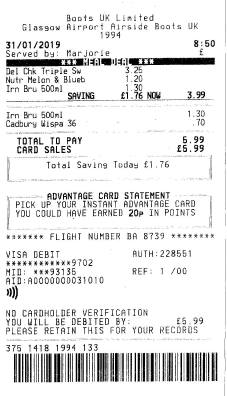 Boots UK Limited
Glasgow Airport Airside Boots UK
1994
31/01/2019 8:50
Served by: Marjorie £
*** MEAL DEAL ***
Del Chk Triple Sw 3.25
Nutr Melon & Blueb 1.20
Irn Bru 500ml 1.30
SAVING £1.76 NOW 3.99
Irn Bru 500ml 1.30
Cadbury Wispa 36 .70
TOTAL TO PAY 5.99
CARD SALES £5.99
Total Saving Today £1.76
ADVANTAGE CARD STATEMENT
PICK UP YOUR INSTANT ADVANTAGE CARD
YOU COULD HAVE EARNED 20p IN POINTS
******* FLIGHT NUMBER BA 8739 ********
VISA DEBIT AUTH:228551
************9702
MID: ***93135 REF: 1 /00
AID:A0000000031010
NO CARDHOLDER VERIFICATION
YOU WILL BE DEBITED BY: £5.99
PLEASE RETAIN THIS FOR YOUR RECORDS
375 1418 1994 133